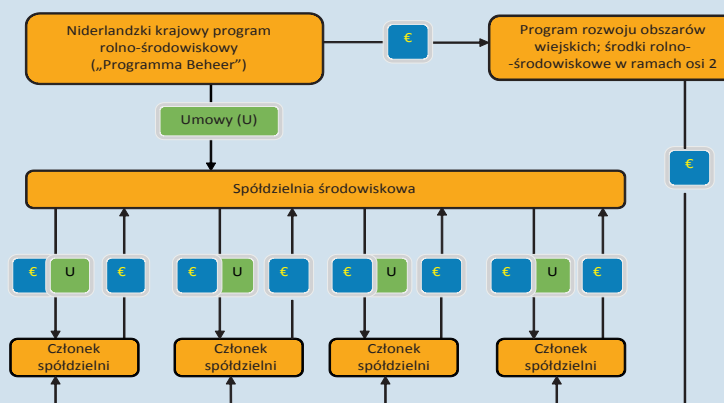 Niderlandzki krajowy program
rolno-środowiskowy
(„Programma Beheer”)
€
Program rozwoju obszarów
wiejskich; środki rolno-
-środowiskowe w ramach osi 2
Umowy (U)
€
Spółdzielnia środowiskowa
€ U € € U € € U € € U €
Członek
spółdzielni
Członek
spółdzielni
Członek
spółdzielni
Członek
spółdzielni